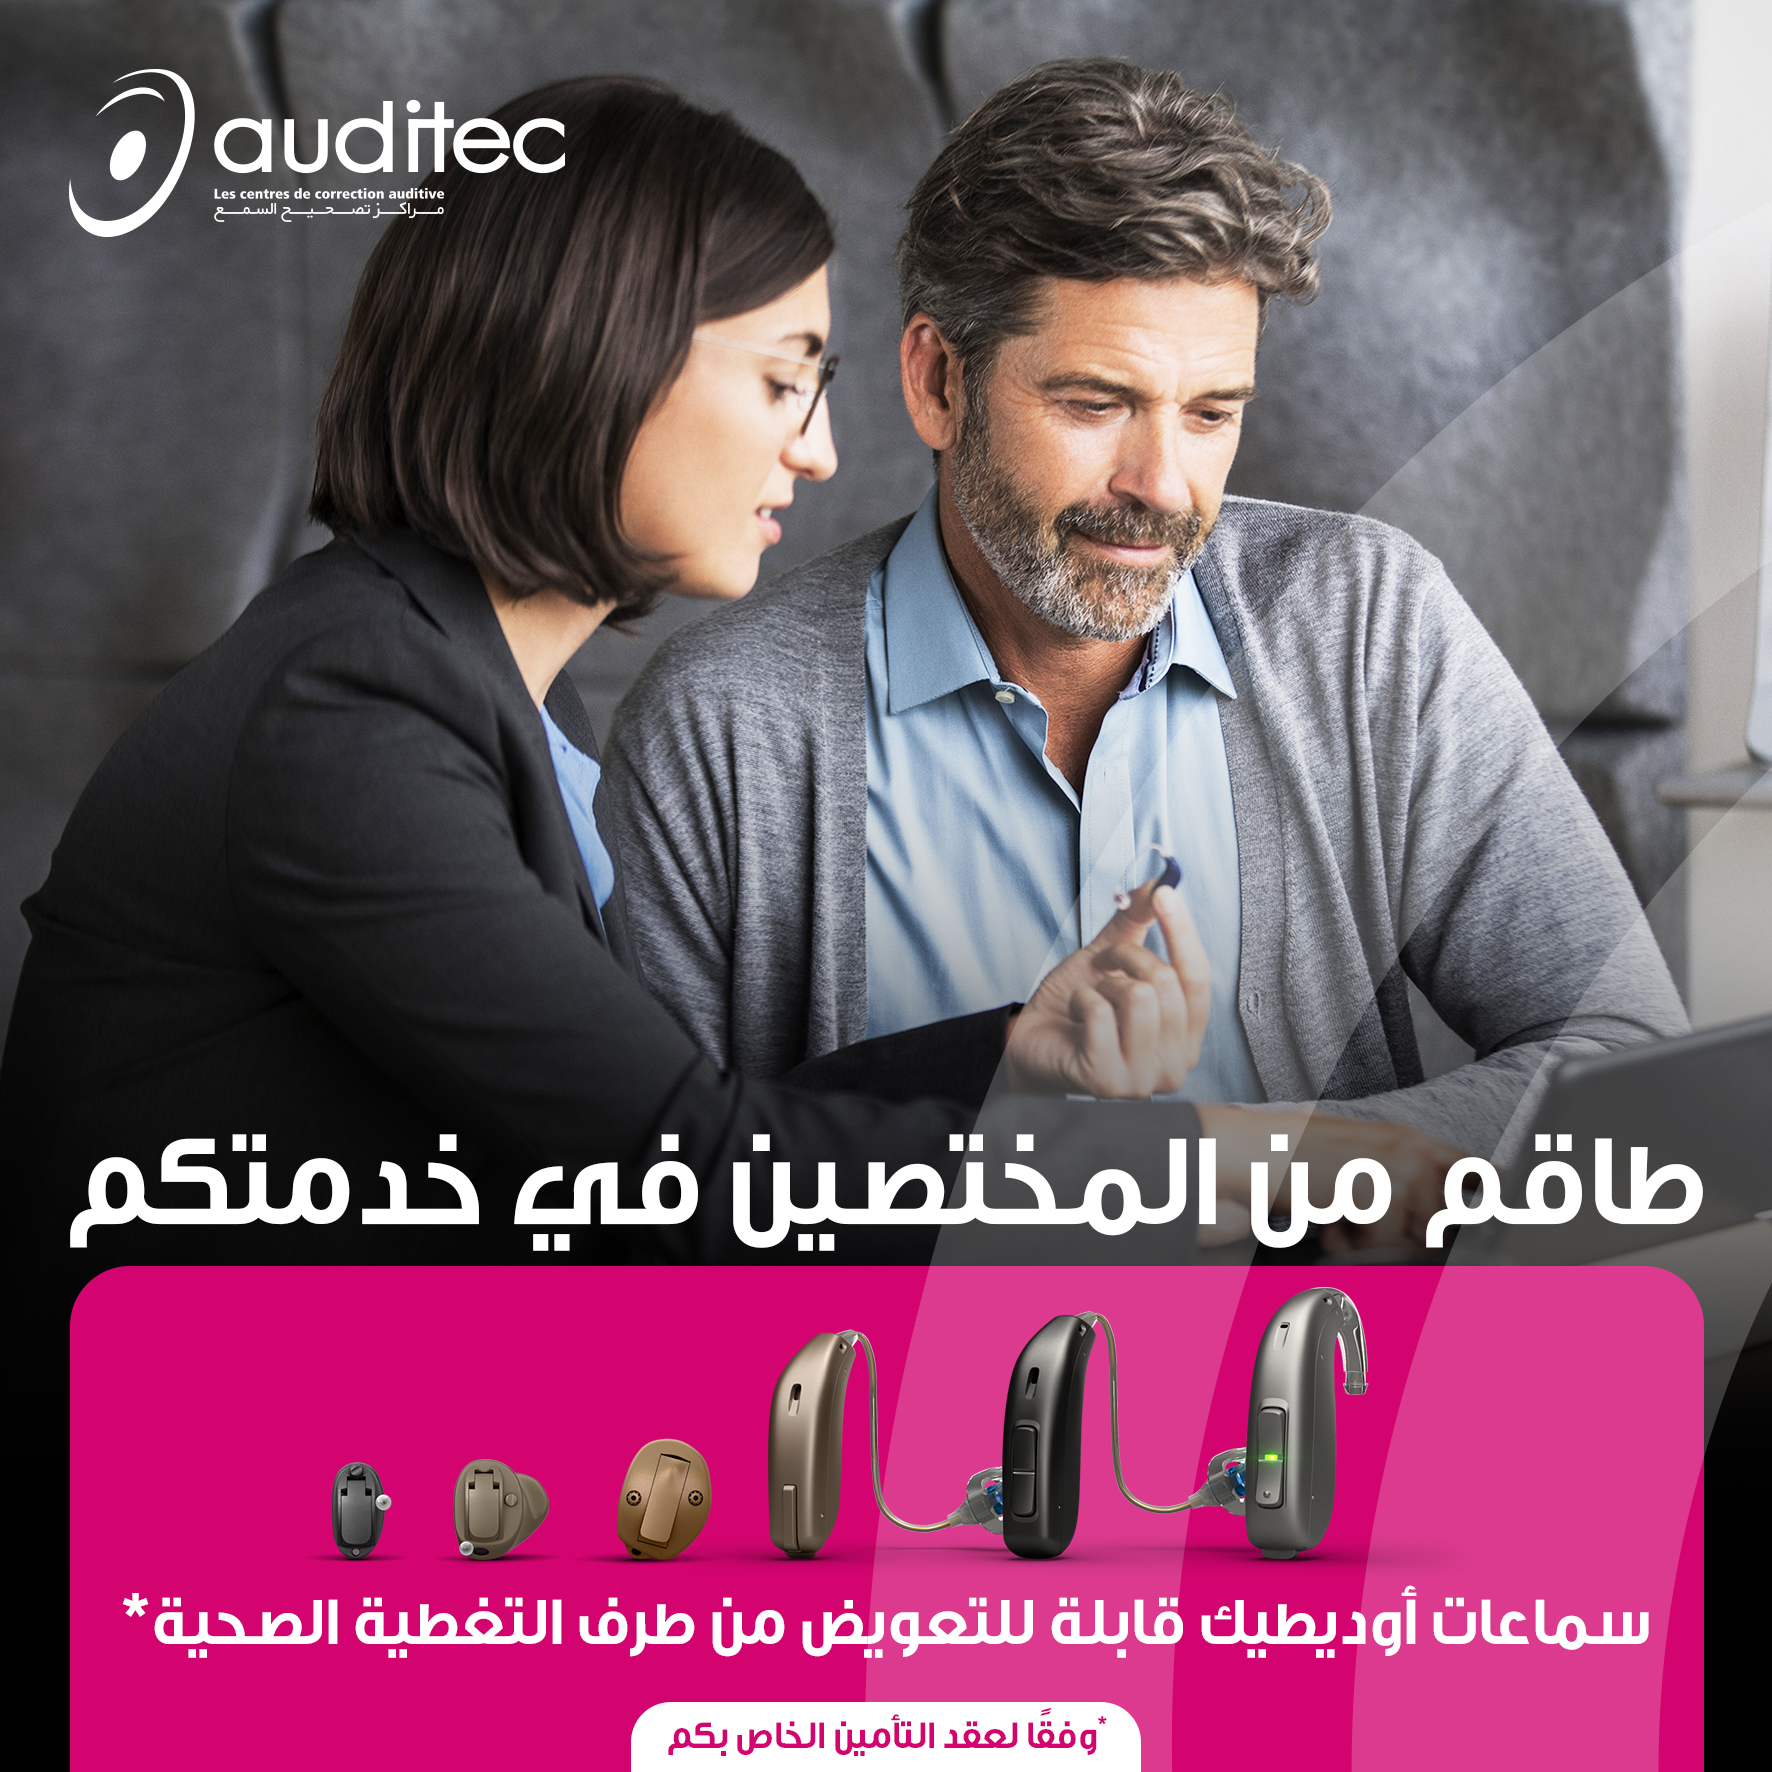 auditec
Les centres de correction auditive
مراكز تصحيح السمع
طاقم من المختصين في خدمتكم
سماعات أوديطيك قابلة للتعويض من طرف التغطية الصحية*
*وفقًا لعقد التأمين الخاص بكم